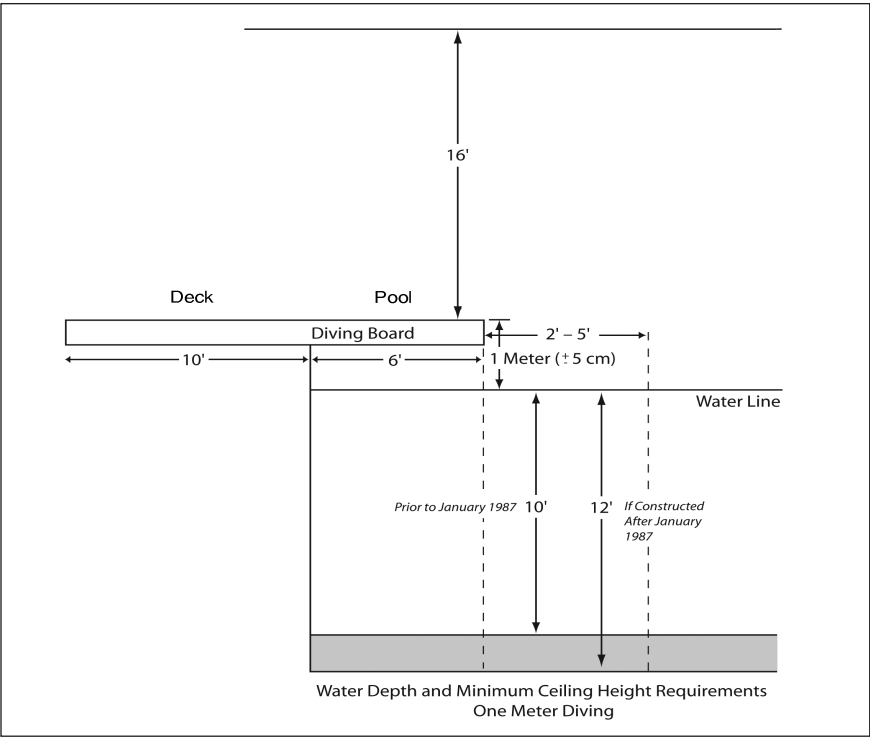 16'
Deck
Pool
Diving Board
2' – 5'
10'
6'
1 Meter (± 5 cm)
Water Line
Prior to January 1987
10'
12'
If Constructed
After January
1987
Water Depth and Minimum Ceiling Height Requirements
One Meter Diving